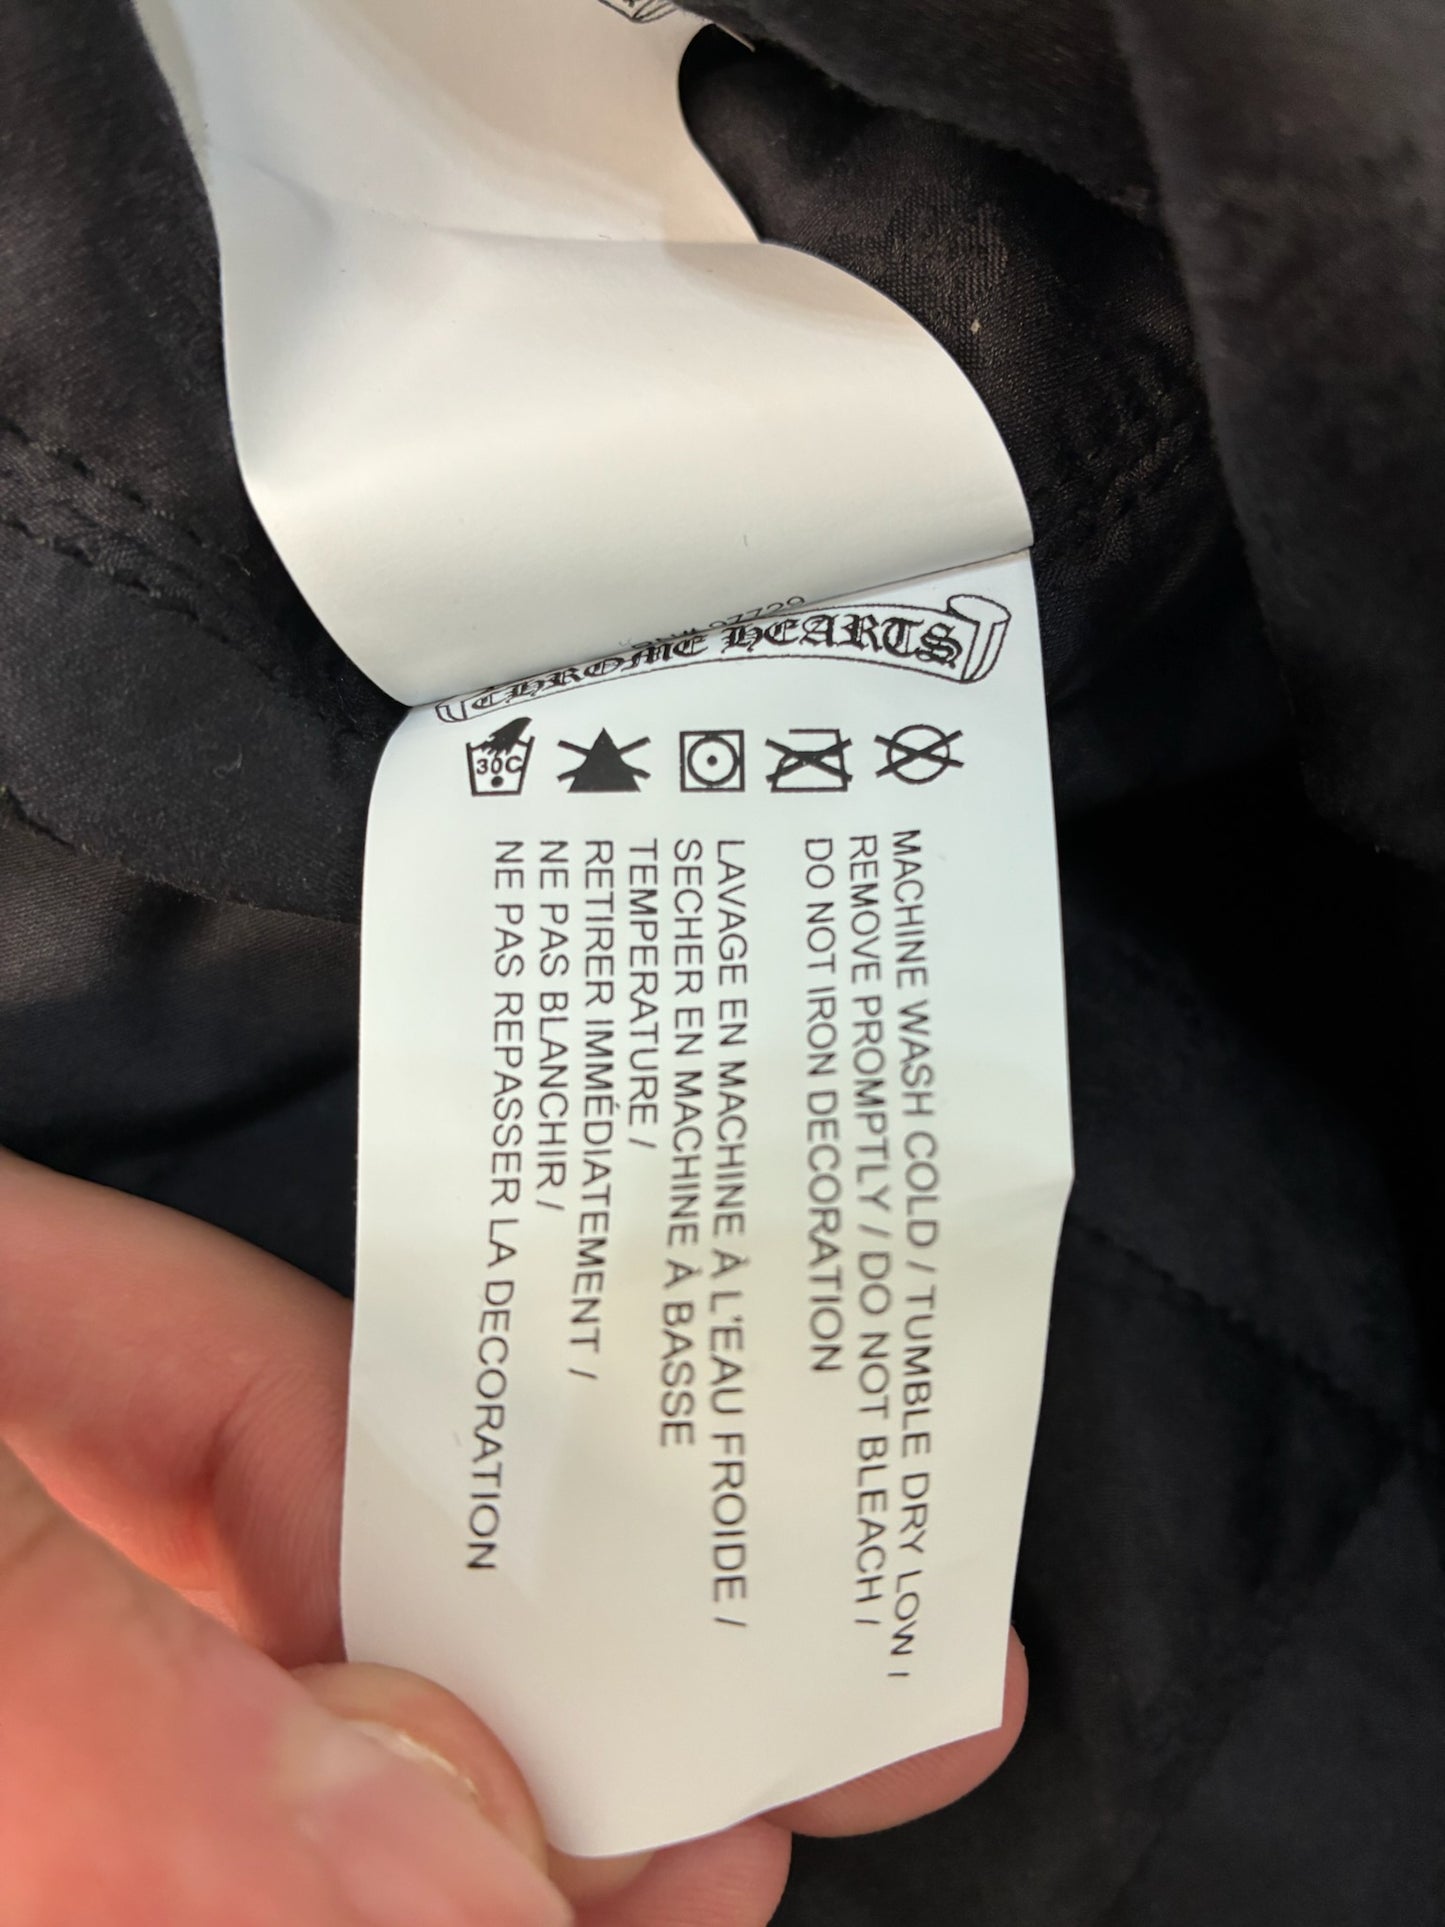 CHROME HEARTS
30C
MACHINE WASH COLD / TUMBLE DRY LOW /
REMOVE PROMPTLY / DO NOT BLEACH /
DO NOT IRON DECORATION
LAVAGE EN MACHINE À L'EAU FROIDE /
SECHER EN MACHINE À BASSE
TEMPERATURE /
RETIRER IMMÉDIATEMENT /
NE PAS BLANCHIR /
NE PAS REPASSER LA DECORATION